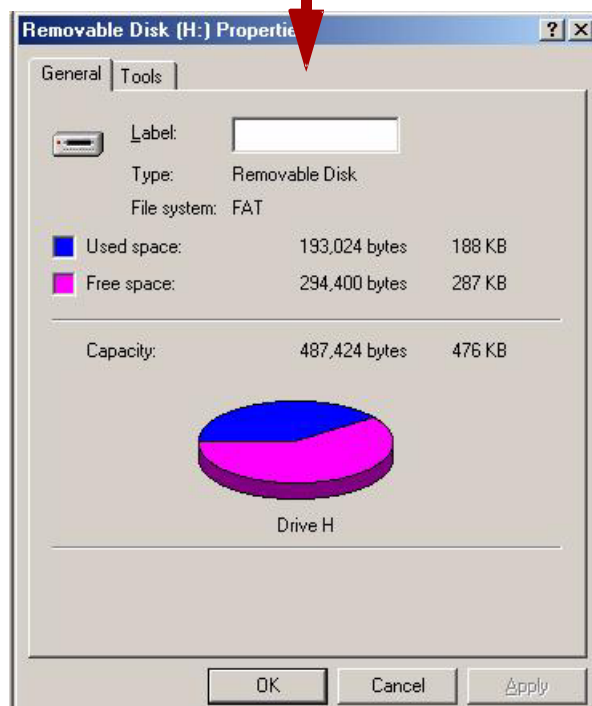 Removable Disk (H:) Propertie
General Tools
Label:
Type: Removable Disk
File system: FAT
Used space: 193,024 bytes 188 KB
Free space: 294,400 bytes 287 KB
Capacity: 487,424 bytes 476 KB
Drive H
OK Cancel Apply